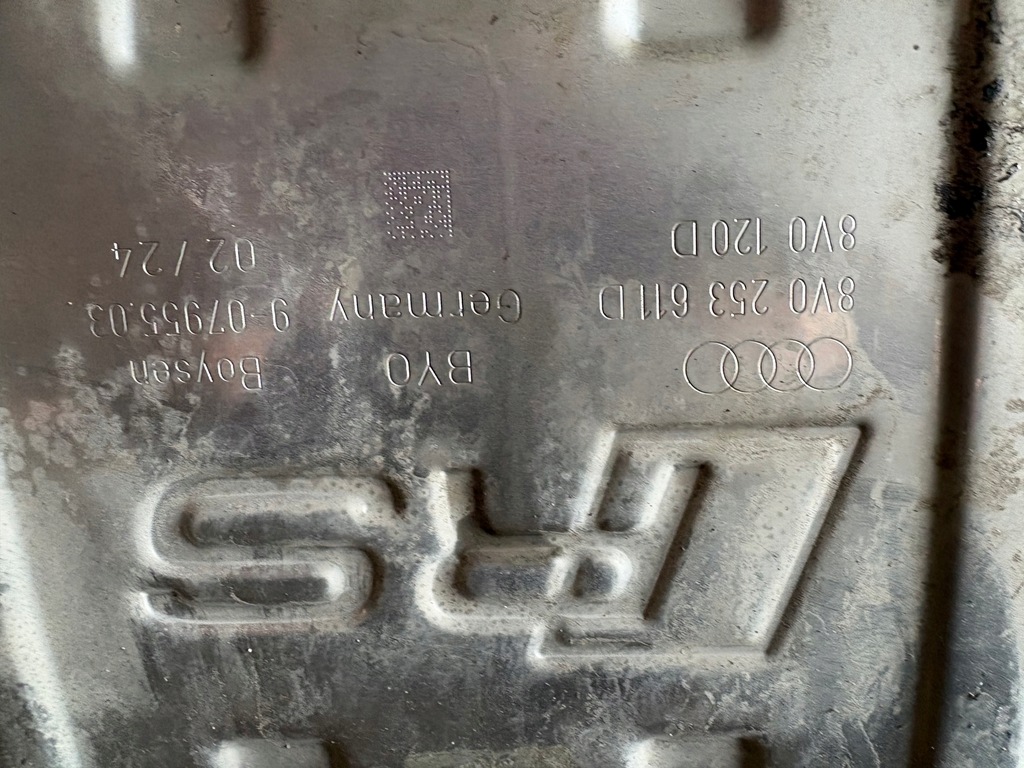 RS
BYO Boysen
8V0 253 611 D Germany 9-07955.03.
8V0 120 D 02 / 24